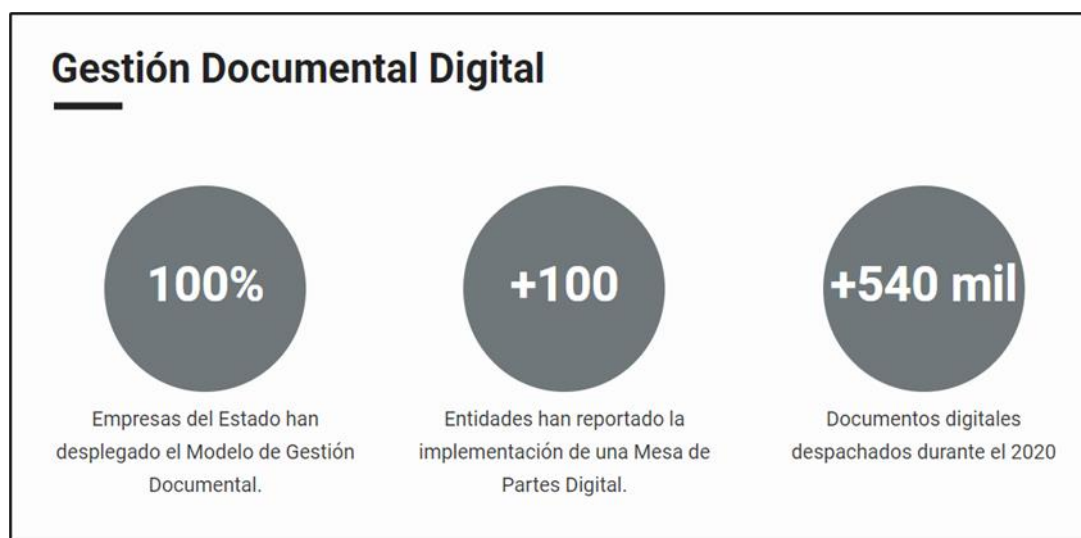 Gestión Documental Digital
100%
Empresas del Estado han
desplegado el Modelo de Gestión
Documental.
+100
Entidades han reportado la
implementación de una Mesa de
Partes Digital.
+540 mil
Documentos digitales
despachados durante el 2020